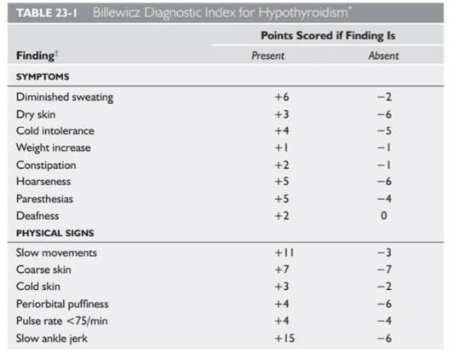 TABLE 23-1 Billewicz Diagnostic Index for Hypothyroidism*
Points Scored if Finding Is
Finding† Present Absent
SYMPTOMS
Diminished sweating +6 −2
Dry skin +3 −6
Cold intolerance +4 −5
Weight increase +1 −1
Constipation +2 −1
Hoarseness +5 −6
Paresthesias +5 −4
Deafness +2 0
PHYSICAL SIGNS
Slow movements +11 −3
Coarse skin +7 −7
Cold skin +3 −2
Periorbital puffiness +4 −6
Pulse rate <75/min +4 −4
Slow ankle jerk +15 −6